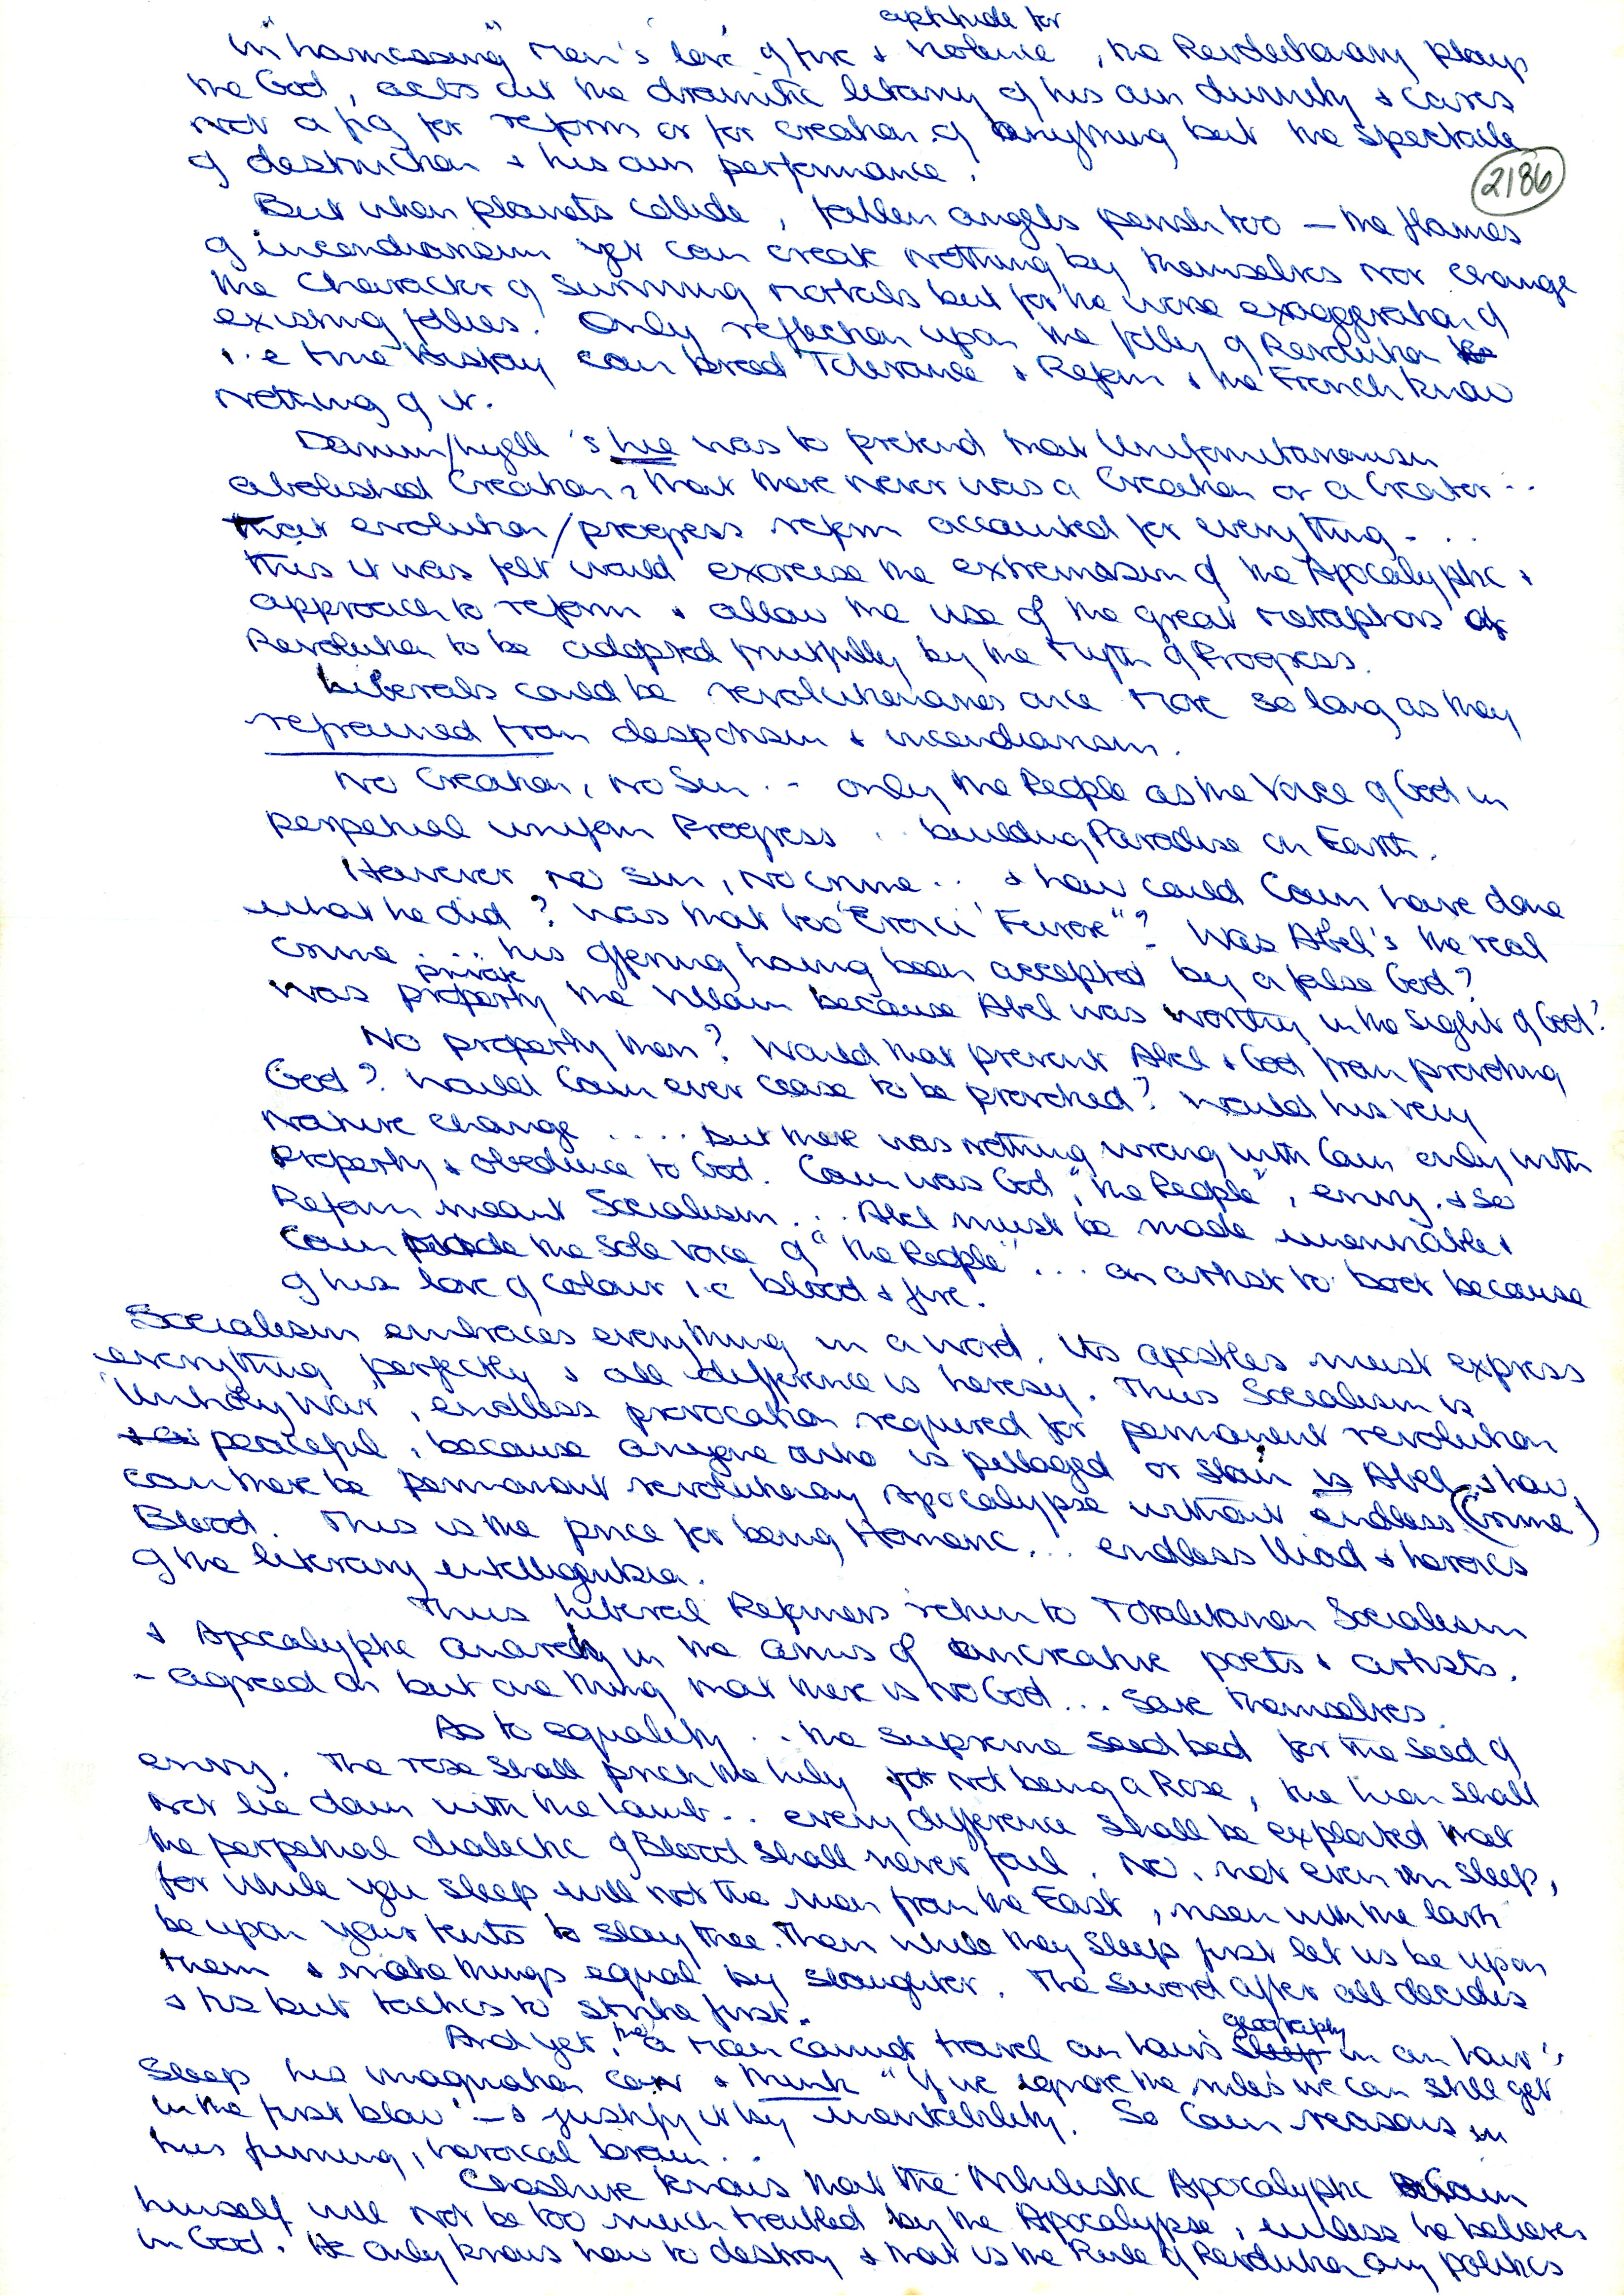 aptitude for
In "harnessing" Men's love of fire & violence, the Revolutionary plays
the God, acts out the dramatic litany of his own divinity & cares
not a fig for reform or for creation of anything but the spectacle
of destruction & his own performance.
2186
But when planets collide, fallen angels perish too — the flames
of incendiarism yet can create nothing by themselves nor change
the Character of surviving mortals but for the worse exaggeration of
existing follies. Only reflection upon the folly of Revolution
i.e true History can breed Tolerance & Reform & the French know
nothing of it.
Darwin/Lyell's lie was to pretend that Uniformitarianism
abolished Creation, that there never was a Creation or a Creator ..
that evolution/progress reform accounted for everything - ..
this it was felt would exorcise the extremism of the Apocalyptic
approach to reform & allow the use of the great metaphors of
Revolution to be adopted fruitfully by the Myth of Progress.
Liberals could be revolutionaries once more so long as they
refrained from despotism & incendiarism.
No Creation, No Sin .- only the People as the Voice of God in
perpetual uniform Progress .. building Paradise on Earth.
However no sin, no crime .. & how could Cain have done
what he did? Was that too "Eroici Furore"? Was Abel's the real
crime .... his offering having been accepted by a false God?
private
Was property the Villain because Abel was worthy in the sight of God?
No property then? Would that prevent Abel & God from provoking
God? Would Cain ever cease to be provoked? Would his very
Nature change .... but there was nothing wrong with Cain only with
Property & obedience to God. Cain was God, "the People", envy, & so
Reform meant Socialism ... Abel must be made &
Cain made the sole voice of "the People" ... an artist to boot because
of his love of colour i.e blood & fire.
Socialism embraces everything in a word. Its apostles must express
everything perfectly & all difference is heresy. Thus Socialism is
'Unholy War', endless provocation required for permanent revolution
peaceful, because anyone who is pillaged or slain is Abel & how
can there be permanent revolutionary Apocalypse without endless (crime)
Blood. This is the price for being Homeric ... endless Iliad & heroics
of the literary intelligentsia.
Thus Liberal Reformers return to Totalitarian Socialism
& Apocalyptic anarchy in the arms of uncreative poets & artists.
- agreed on but one thing that there is No God ... save themselves.
As to equality .. the supreme seed bed for the seed of
envy. The rose shall prick the lily for not being a Rose, the lion shall
not lie down with the lamb .. every difference shall be exploited that
the perpetual dialectic of Blood shall never fail. No, not even in sleep,
for while you sleep will not the men from the East, risen with the lark
be upon your tents to slay thee. Then while they sleep first let us be upon
them & make things equal by slaughter. The sword after all decides
& tis but tactics to strike first.
geography
And yet, tho' a man cannot travel an hour's sleep in an hour's
sleep his imagination can & think "If we ignore the miles we can still get
in the first blow" — & justify it by inevitability. So Cain reasons in
his fuming, heroical brain ..
Cheshire knows that the Nihilistic Apocalyptic Cain
himself will not be too much troubled by the Apocalypse, unless he believes
in God. He only knows how to destroy & that is the Rule of Revolutionary politics